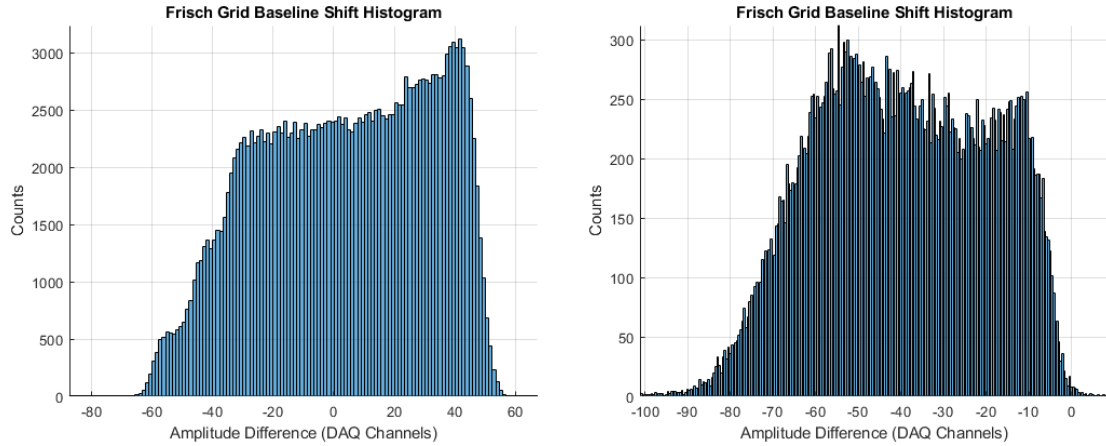 Frisch Grid Baseline Shift Histogram
3000
2500
2000
1500
1000
500
0
Counts
-80 -60 -40 -20 0 20 40 60
Amplitude Difference (DAQ Channels)
Frisch Grid Baseline Shift Histogram
300
250
200
150
100
50
0
Counts
-100 -90 -80 -70 -60 -50 -40 -30 -20 -10 0
Amplitude Difference (DAQ Channels)